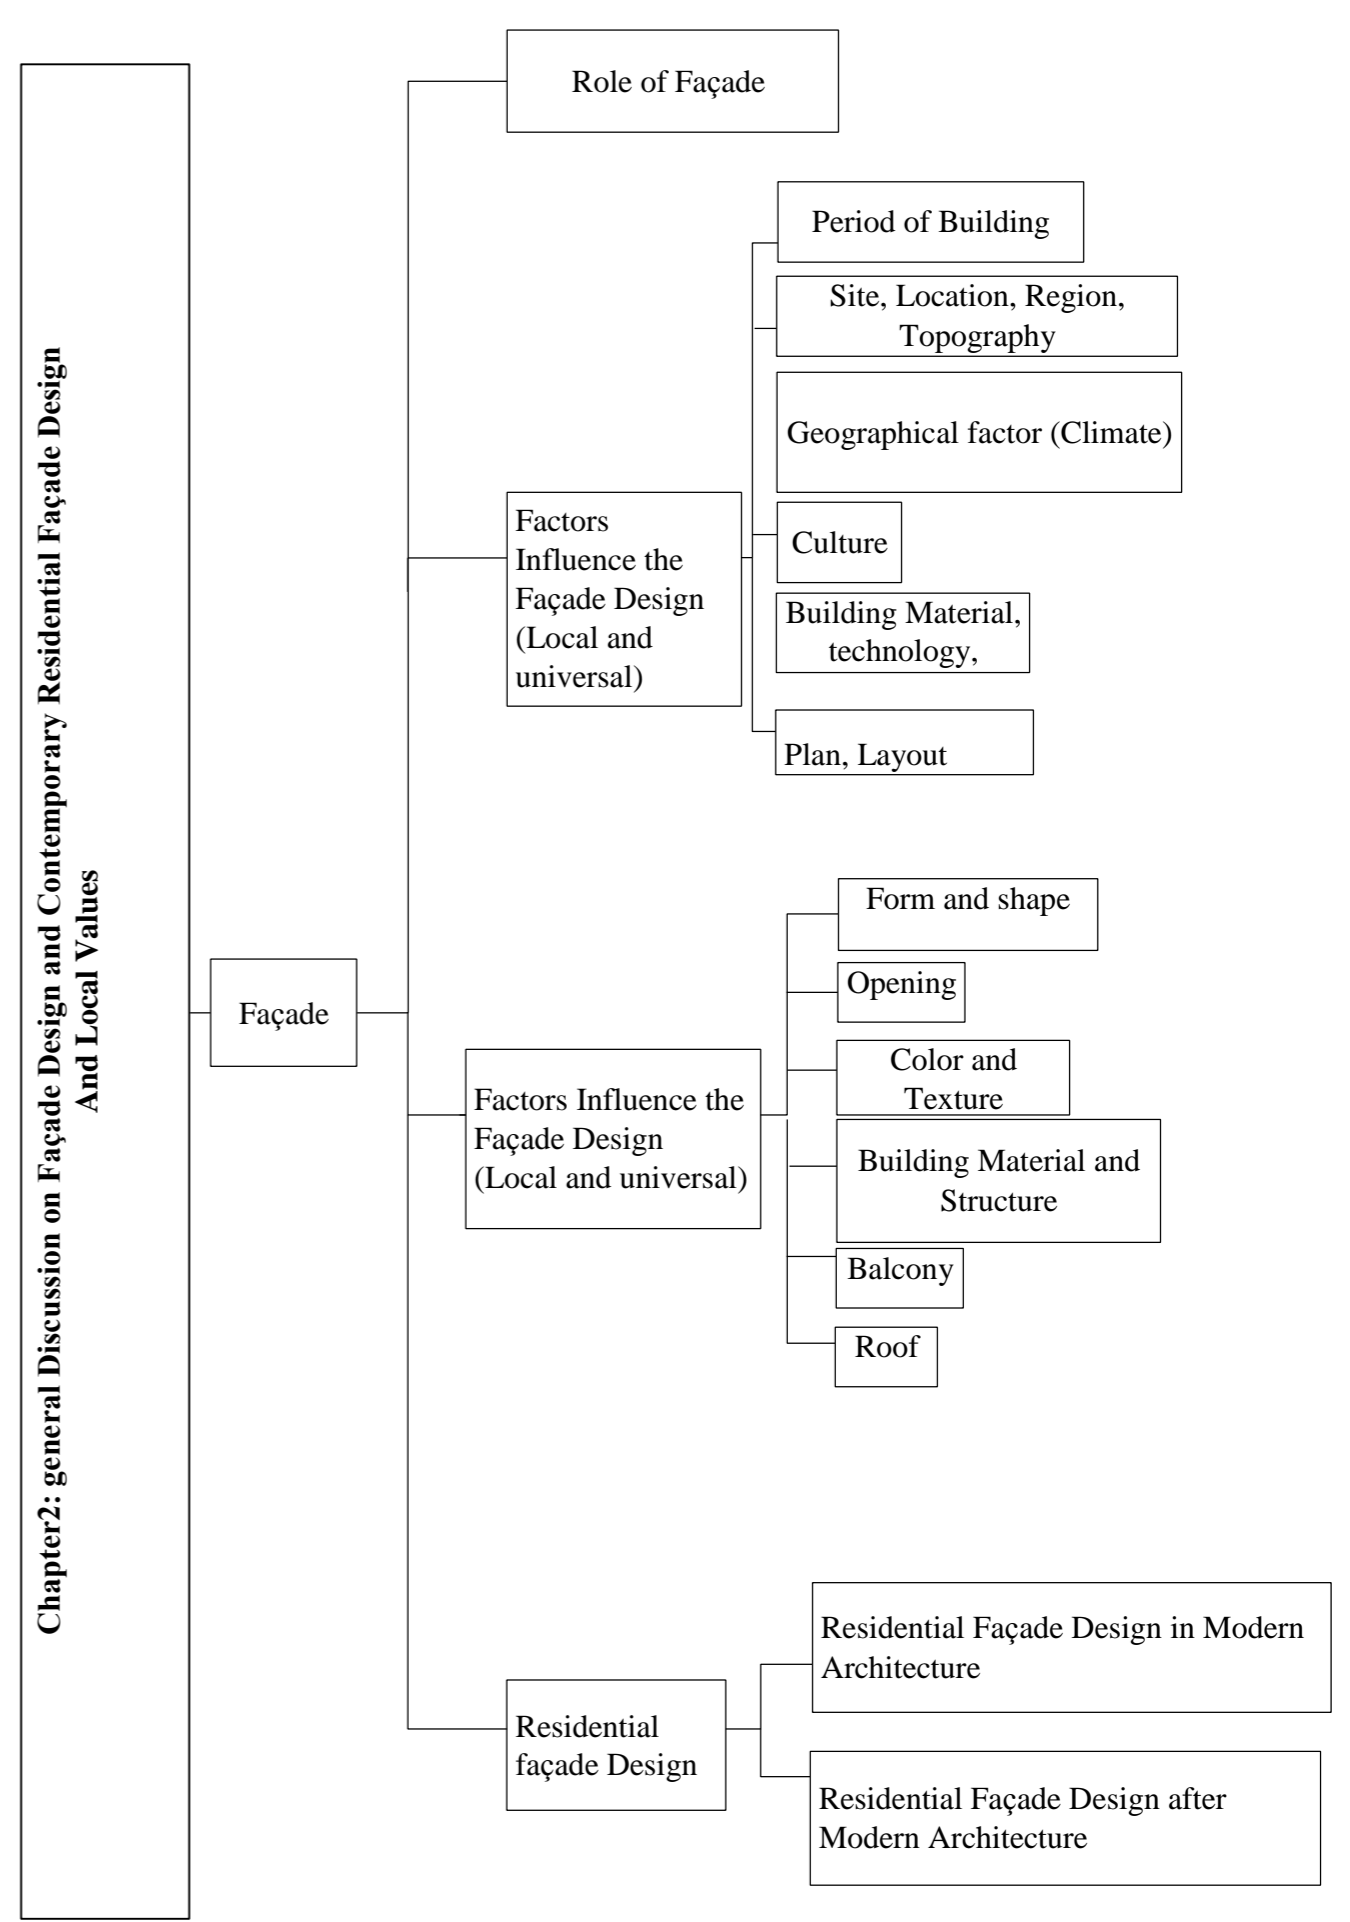 Chapter2: general Discussion on Façade Design and Contemporary Residential Façade Design
And Local Values
Façade
Role of Façade
Factors
Influence the
Façade Design
(Local and
universal)
Period of Building
Site, Location, Region,
Topography
Geographical factor (Climate)
Culture
Building Material,
technology,
Plan, Layout
Factors Influence the
Façade Design
(Local and universal)
Form and shape
Opening
Color and
Texture
Building Material and
Structure
Balcony
Roof
Residential
façade Design
Residential Façade Design in Modern
Architecture
Residential Façade Design after
Modern Architecture